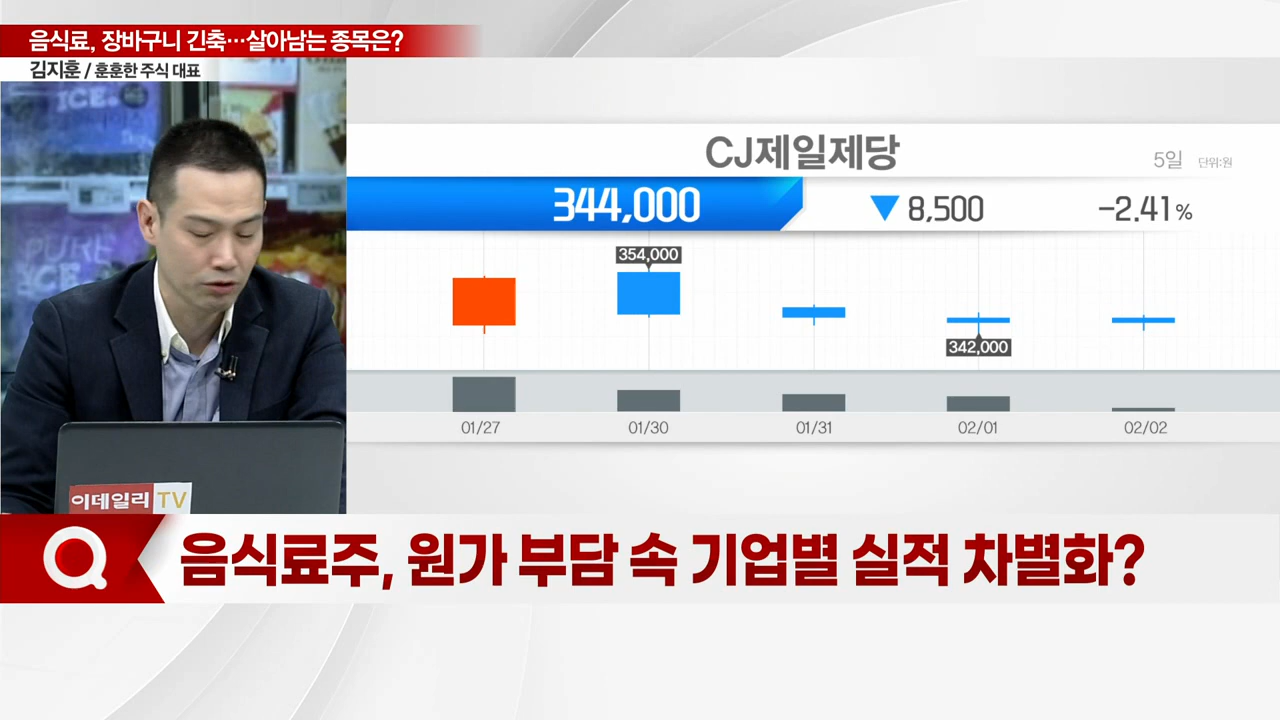 음식료, 장바구니 긴축…살아남는 종목은?
김지훈 / 훈훈한 주식 대표
ICE.
PURE
ICE.
이데일리 TV
CJ제일제당
5일 단위:원
344,000 ▼ 8,500 -2.41%
354,000
342,000
01/27 01/30 01/31 02/01 02/02
Q 음식료주, 원가 부담 속 기업별 실적 차별화?